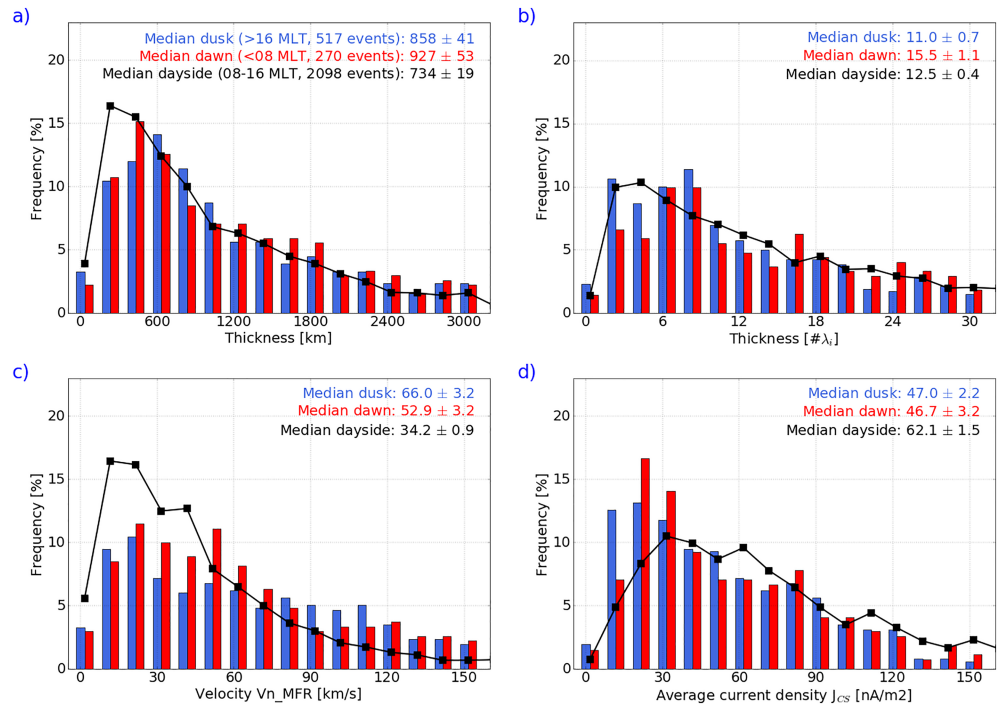 a)
Median dusk (>16 MLT, 517 events): 858 ± 41
Median dawn (<08 MLT, 270 events): 927 ± 53
Median dayside (08-16 MLT, 2098 events): 734 ± 19
Frequency [%]
20
15
10
5
0
0 600 1200 1800 2400 3000
Thickness [km]
b)
Median dusk: 11.0 ± 0.7
Median dawn: 15.5 ± 1.1
Median dayside: 12.5 ± 0.4
Frequency [%]
20
15
10
5
0
0 6 12 18 24 30
Thickness [#λᵢ]
c)
Median dusk: 66.0 ± 3.2
Median dawn: 52.9 ± 3.2
Median dayside: 34.2 ± 0.9
Frequency [%]
20
15
10
5
0
0 30 60 90 120 150
Velocity Vn_MFR [km/s]
d)
Median dusk: 47.0 ± 2.2
Median dawn: 46.7 ± 3.2
Median dayside: 62.1 ± 1.5
Frequency [%]
20
15
10
5
0
0 30 60 90 120 150
Average current density J_CS [nA/m2]